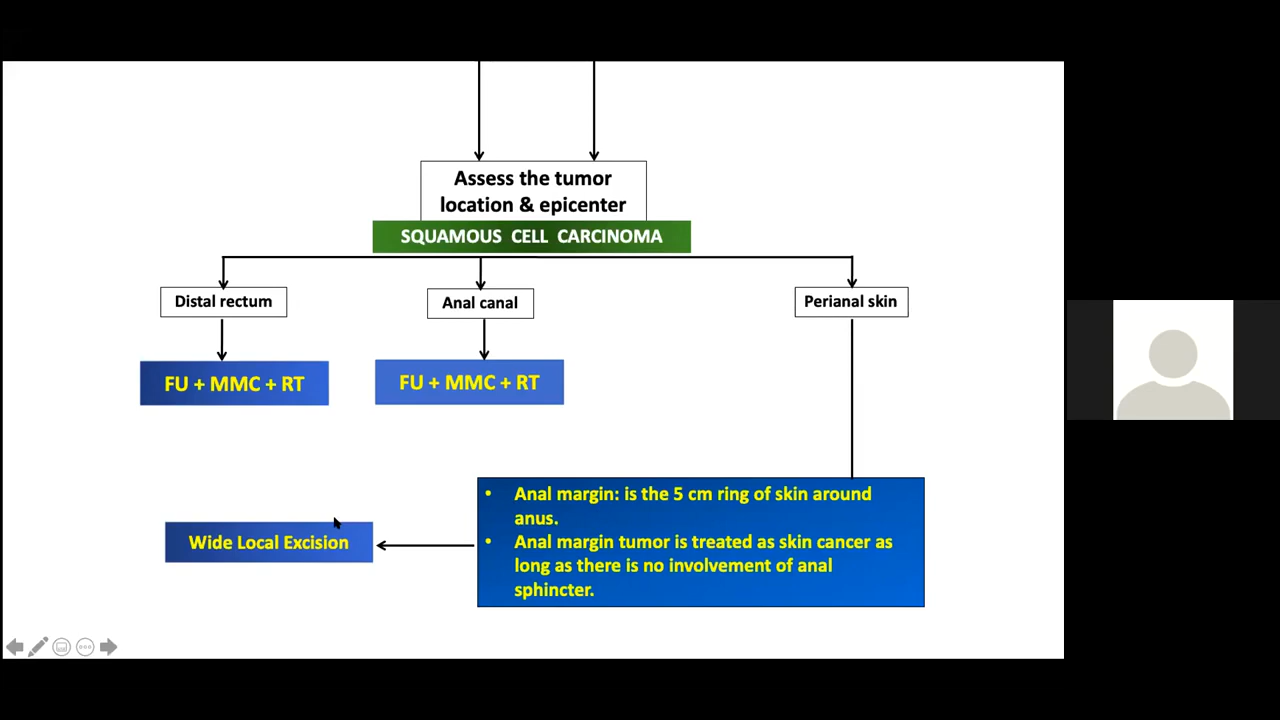 Assess the tumor
location & epicenter
SQUAMOUS CELL CARCINOMA
Distal rectum
Anal canal
Perianal skin
FU + MMC + RT
FU + MMC + RT
• Anal margin: is the 5 cm ring of skin around
anus.
• Anal margin tumor is treated as skin cancer as
long as there is no involvement of anal
sphincter.
Wide Local Excision